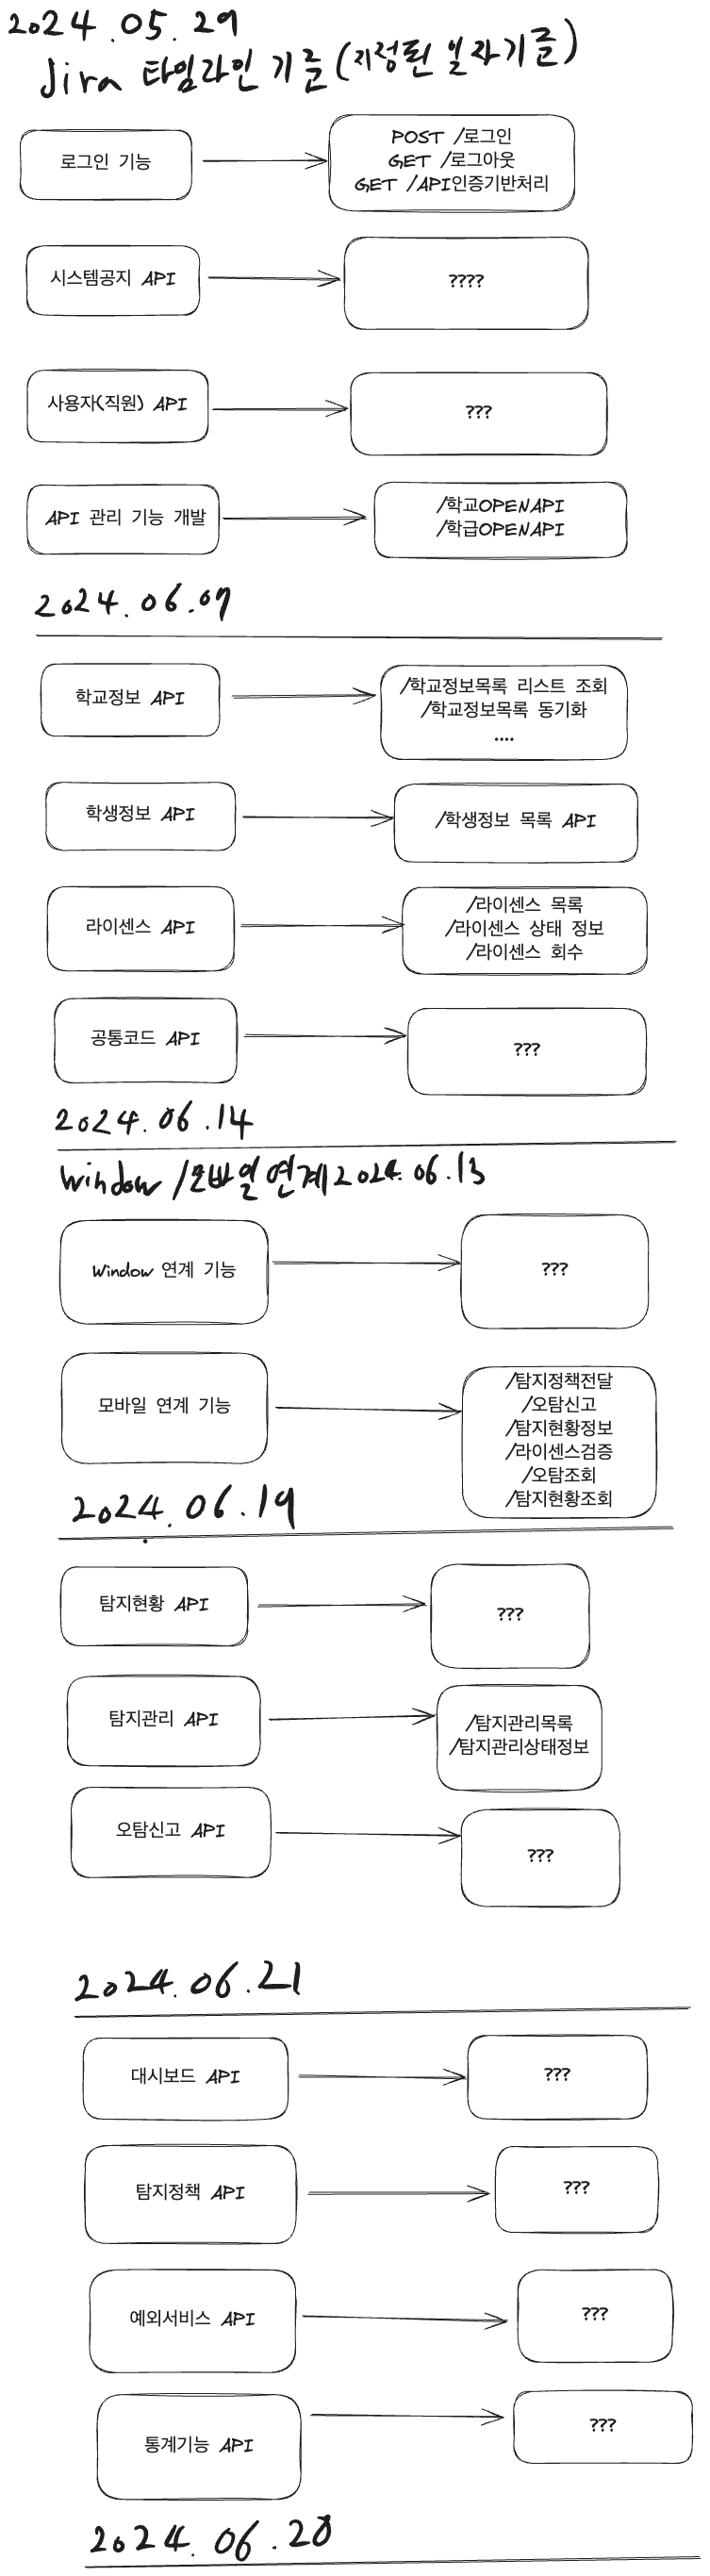 2024.05.29
Jira 타임라인 기준(지정된 일자기준)
로그인 기능
POST /로그인
GET /로그아웃
GET /API인증기반처리
시스템공지 API
????
사용자(직원) API
???
API 관리 기능 개발
/학교OPENAPI
/학급OPENAPI
2024.06.07
학교정보 API
/학교정보목록 리스트 조회
/학교정보목록 동기화
....
학생정보 API
/학생정보 목록 API
라이센스 API
/라이센스 목록
/라이센스 상태 정보
/라이센스 회수
공통코드 API
???
2024.06.14
Window /모바일연계2024.06.13
Window 연계 기능
???
모바일 연계 기능
/탐지정책전달
/오탐신고
/탐지현황정보
/라이센스검증
/오탐조회
/탐지현황조회
2024.06.19
탐지현황 API
???
탐지관리 API
/탐지관리목록
/탐지관리상태정보
오탐신고 API
???
2024.06.21
대시보드 API
???
탐지정책 API
???
예외서비스 API
???
통계기능 API
???
2024.06.28